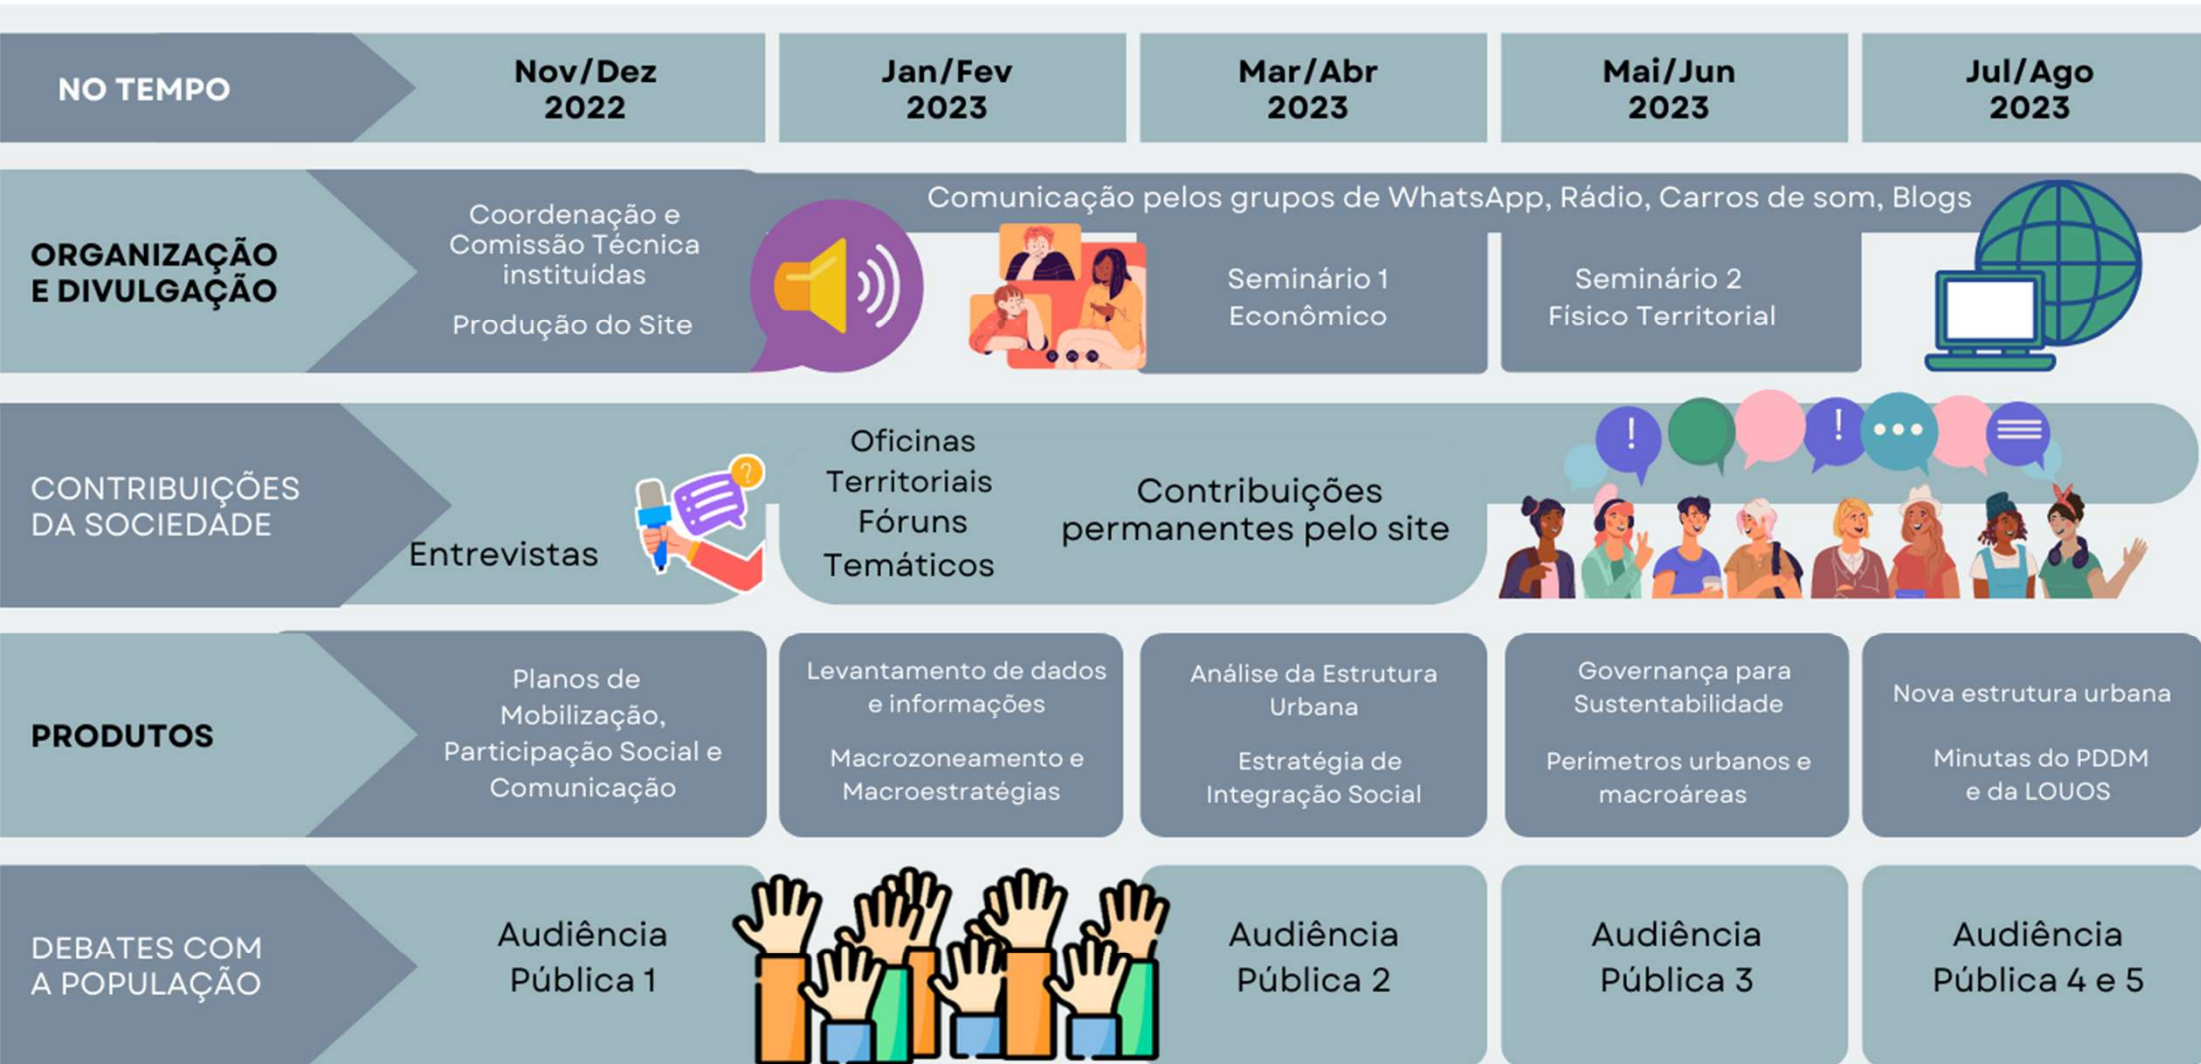 NO TEMPO
Nov/Dez
2022
Jan/Fev
2023
Mar/Abr
2023
Mai/Jun
2023
Jul/Ago
2023
ORGANIZAÇÃO
E DIVULGAÇÃO
Coordenação e
Comissão Técnica
instituídas
Produção do Site
Comunicação pelos grupos de WhatsApp, Rádio, Carros de som, Blogs
Seminário 1
Econômico
Seminário 2
Físico Territorial
CONTRIBUIÇÕES
DA SOCIEDADE
Entrevistas
?
Oficinas
Territoriais
Fóruns
Temáticos
Contribuições
permanentes pelo site
!
!
PRODUTOS
Planos de
Mobilização,
Participação Social e
Comunicação
Levantamento de dados
e informações
Macrozoneamento e
Macroestratégias
Análise da Estrutura
Urbana
Estratégia de
Integração Social
Governança para
Sustentabilidade
Perímetros urbanos e
macroáreas
Nova estrutura urbana
Minutas do PDDM
e da LOUOS
DEBATES COM
A POPULAÇÃO
Audiência
Pública 1
Audiência
Pública 2
Audiência
Pública 3
Audiência
Pública 4 e 5